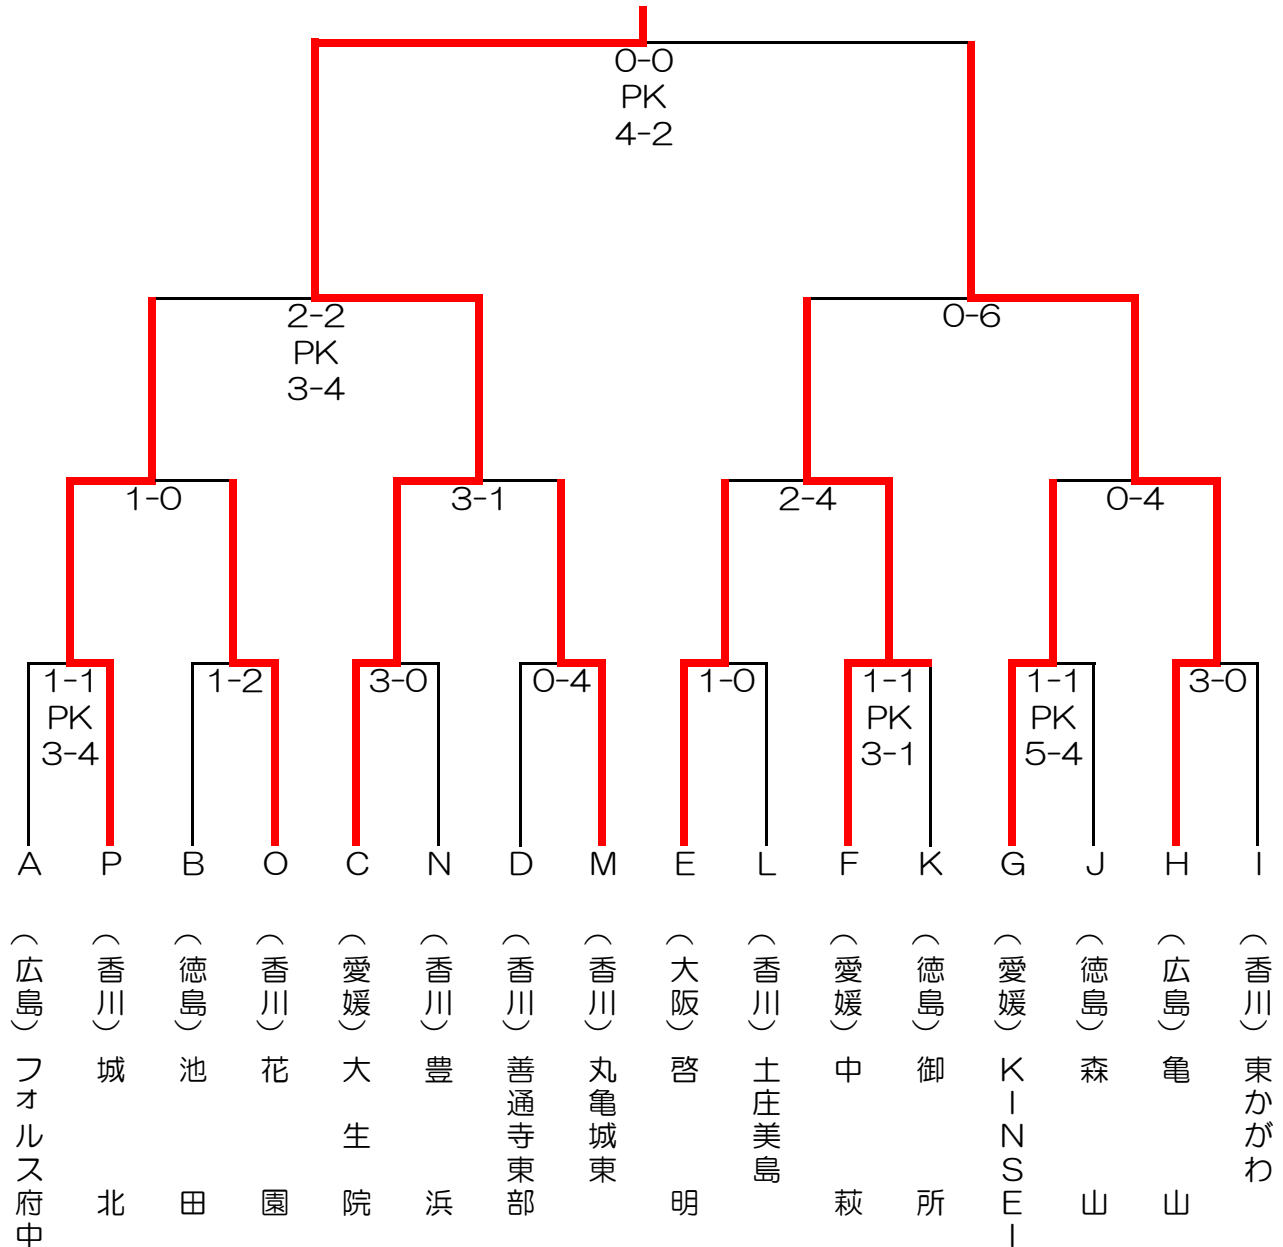 0-0
PK
4-2
2-2
PK
3-4
0-6
1-0
3-1
2-4
0-4
1-1
PK
3-4
1-2
3-0
0-4
1-0
1-1
PK
3-1
1-1
PK
5-4
3-0
A P B O C N D M E L F K G J H I
（広島）フォルス府中
（香川）城北
（徳島）池田
（香川）花園
（愛媛）大生院
（香川）豊浜
（香川）善通寺東部
（香川）丸亀城東
（大阪）啓明
（香川）土庄美島
（愛媛）中萩
（徳島）御所
（愛媛）KINSEI
（徳島）森山
（広島）亀山
（香川）東かがわ